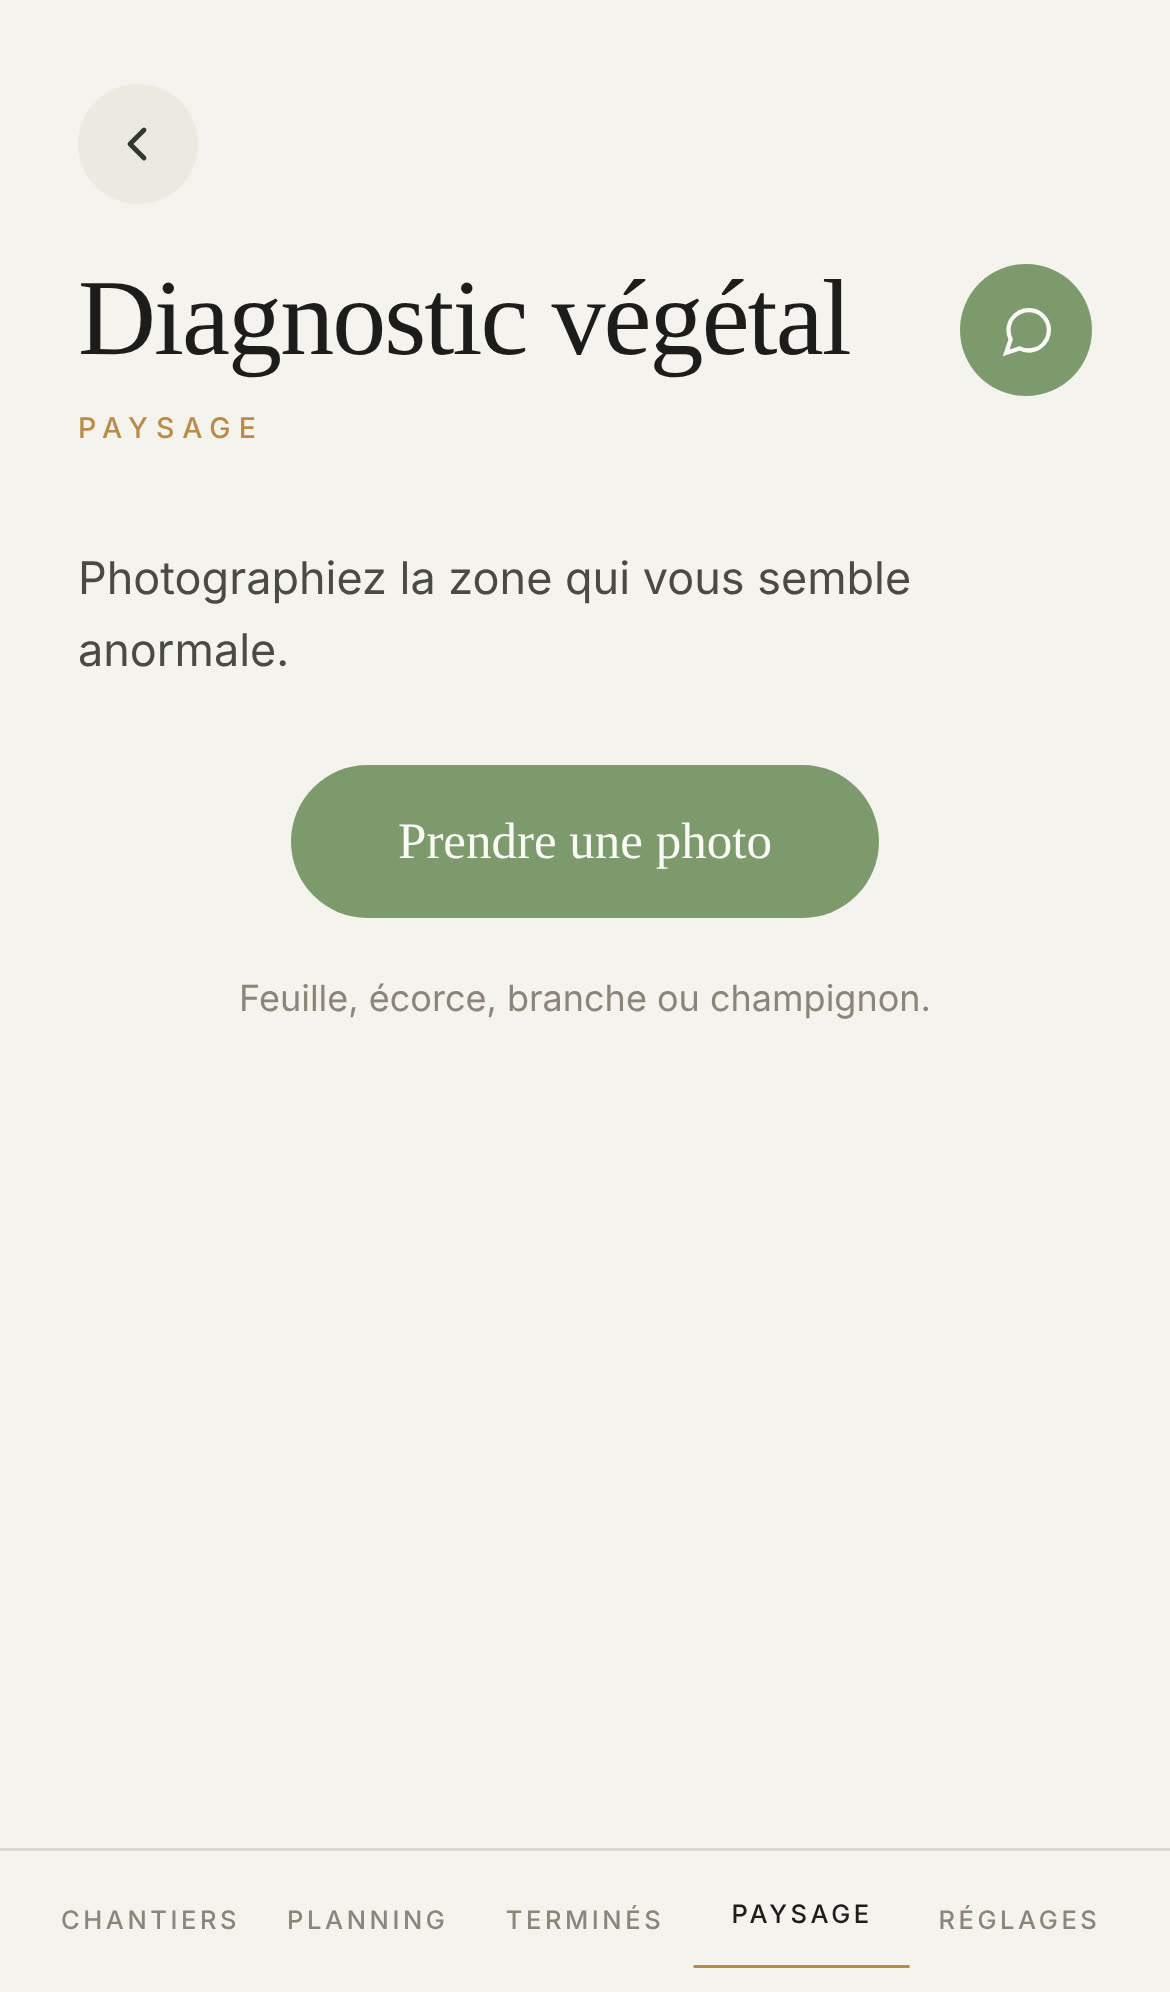 Diagnostic végétal
PAYSAGE
Photographiez la zone qui vous semble
anormale.
Prendre une photo
Feuille, écorce, branche ou champignon.
CHANTIERS PLANNING TERMINÉS PAYSAGE RÉGLAGES